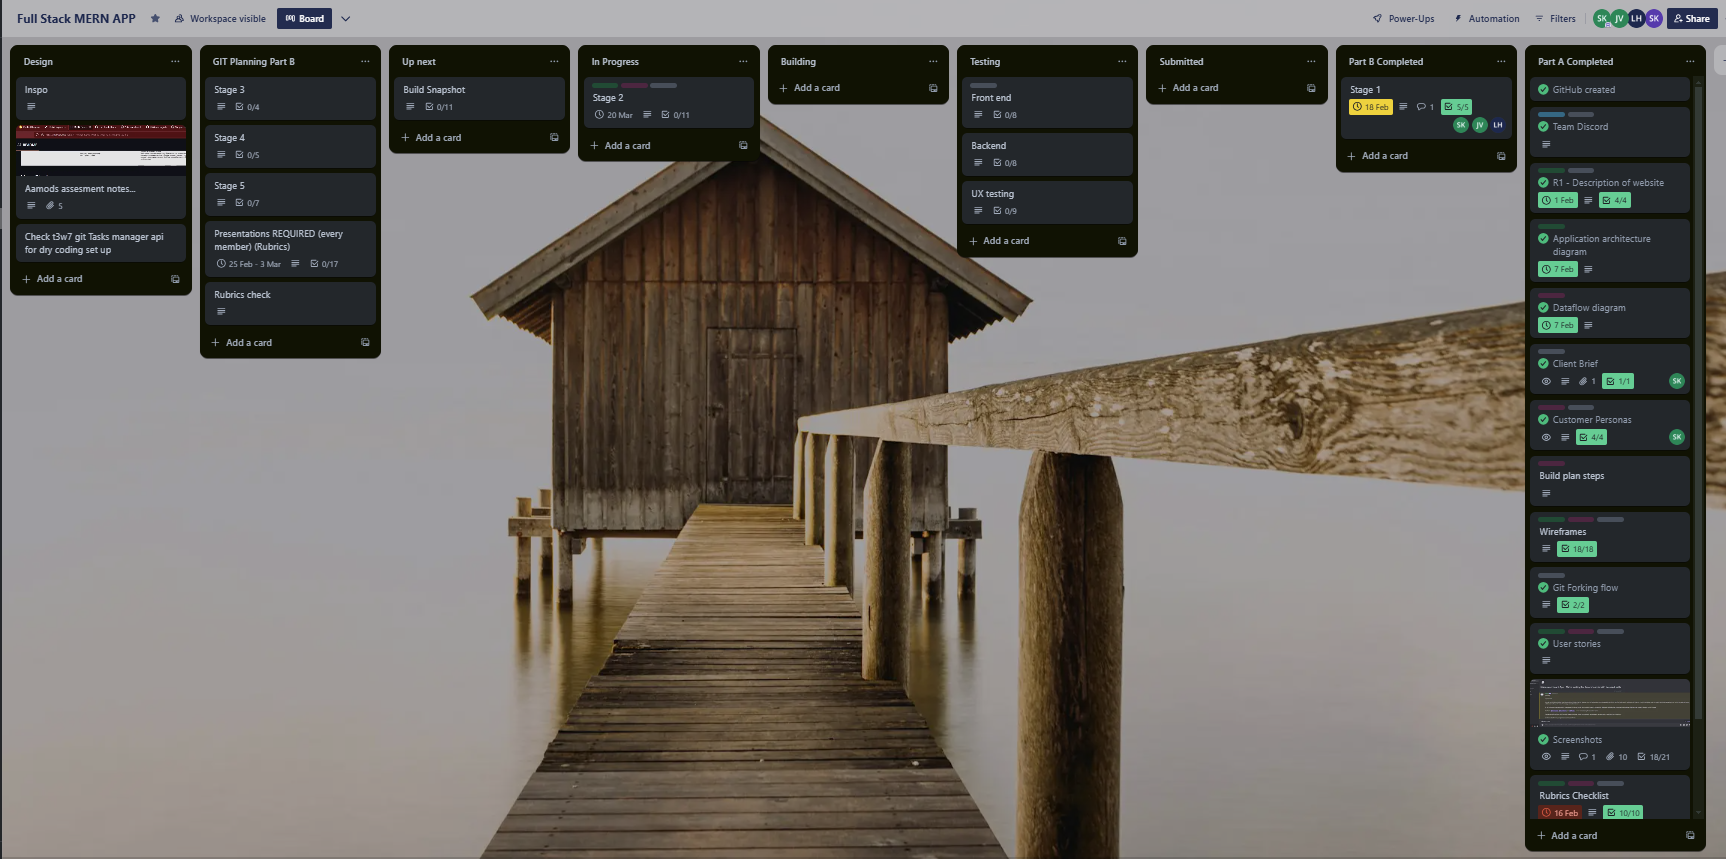 Full Stack MERN APP
Workspace visible
Board
Power-Ups
Automation
Filters
SK
JV
LH
SK
Share
Design
Inspo
Aamods assesment notes...
5
Check t3w7 git Tasks manager api
for dry coding set up
Add a card
GIT Planning Part B
Stage 3
0/4
Stage 4
0/5
Stage 5
0/7
Presentations REQUIRED (every
member) (Rubrics)
25 Feb - 3 Mar
0/17
Rubrics check
Add a card
Up next
Build Snapshot
0/11
Add a card
In Progress
Stage 2
20 Mar
0/11
Add a card
Building
Add a card
Testing
Front end
0/8
Backend
0/8
UX testing
0/9
Add a card
Submitted
Add a card
Part B Completed
Stage 1
18 Feb
1
5/5
SK
JV
LH
Add a card
Part A Completed
GitHub created
Team Discord
R1 - Description of website
1 Feb
4/4
Application architecture
diagram
7 Feb
Dataflow diagram
7 Feb
Client Brief
1
1/1
SK
Customer Personas
4/4
SK
Build plan steps
Wireframes
18/18
Git Forking flow
2/2
User stories
Screenshots
1
10
18/21
Rubrics Checklist
16 Feb
10/10
Add a card